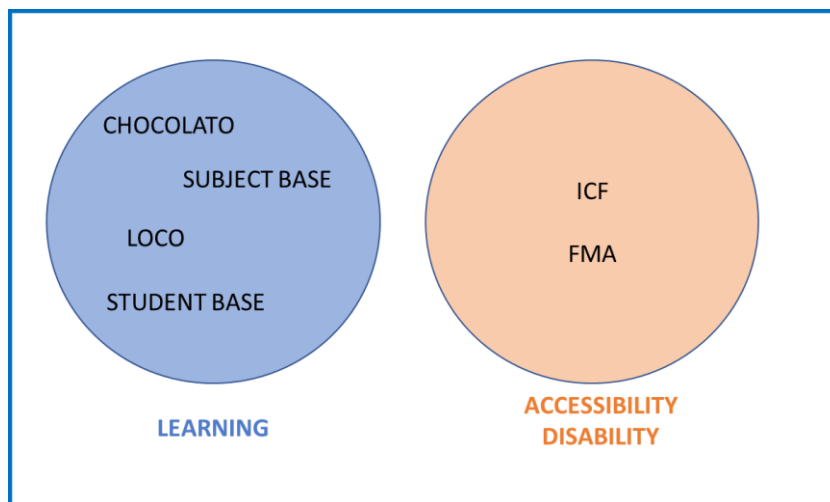 CHOCOLATO
SUBJECT BASE
LOCO
STUDENT BASE
LEARNING
ICF
FMA
ACCESSIBILITY
DISABILITY